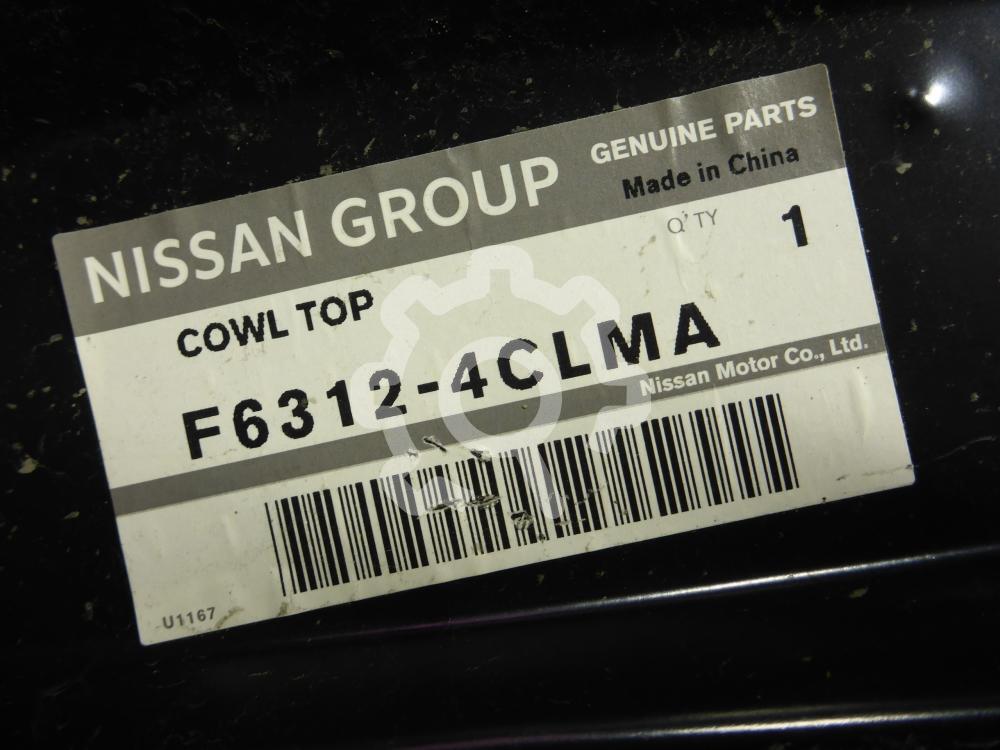 NISSAN GROUP
GENUINE PARTS
Made in China
Q'TY 1
COWL TOP
F6312-4CLMA
Nissan Motor Co., Ltd.
U1167